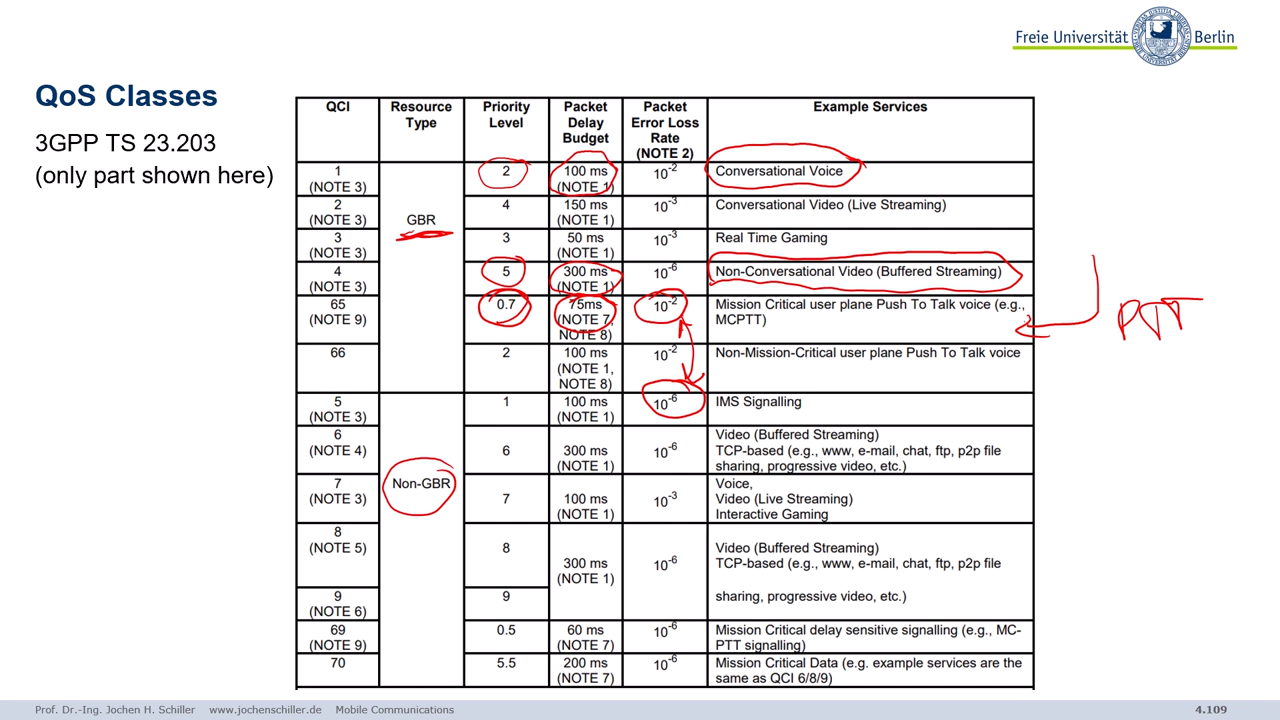 Freie Universität Berlin
QoS Classes
3GPP TS 23.203
(only part shown here)
QCI Resource Type Priority Level Packet Delay Budget Packet Error Loss Rate (NOTE 2) Example Services
1 (NOTE 3) GBR 2 100 ms (NOTE 1) 10-2 Conversational Voice
2 (NOTE 3) 4 150 ms (NOTE 1) 10-3 Conversational Video (Live Streaming)
3 (NOTE 3) 3 50 ms (NOTE 1) 10-3 Real Time Gaming
4 (NOTE 3) 5 300 ms (NOTE 1) 10-6 Non-Conversational Video (Buffered Streaming)
65 (NOTE 9) 0.7 75ms (NOTE 7, NOTE 8) 10-2 Mission Critical user plane Push To Talk voice (e.g., MCPTT)
PTT
66 2 100 ms (NOTE 1, NOTE 8) 10-2 Non-Mission-Critical user plane Push To Talk voice
5 (NOTE 3) Non-GBR 1 100 ms (NOTE 1) 10-6 IMS Signalling
6 (NOTE 4) 6 300 ms (NOTE 1) 10-6 Video (Buffered Streaming)
TCP-based (e.g., www, e-mail, chat, ftp, p2p file
sharing, progressive video, etc.)
7 (NOTE 3) 7 100 ms (NOTE 1) 10-3 Voice,
Video (Live Streaming)
Interactive Gaming
8 (NOTE 5) 8 300 ms (NOTE 1) 10-6 Video (Buffered Streaming)
TCP-based (e.g., www, e-mail, chat, ftp, p2p file
9 (NOTE 6) 9 sharing, progressive video, etc.)
69 (NOTE 9) 0.5 60 ms (NOTE 7) 10-6 Mission Critical delay sensitive signalling (e.g., MC-
PTT signalling)
70 5.5 200 ms (NOTE 7) 10-6 Mission Critical Data (e.g. example services are the
same as QCI 6/8/9)
Prof. Dr.-Ing. Jochen H. Schiller www.jochenschiller.de Mobile Communications 4.109